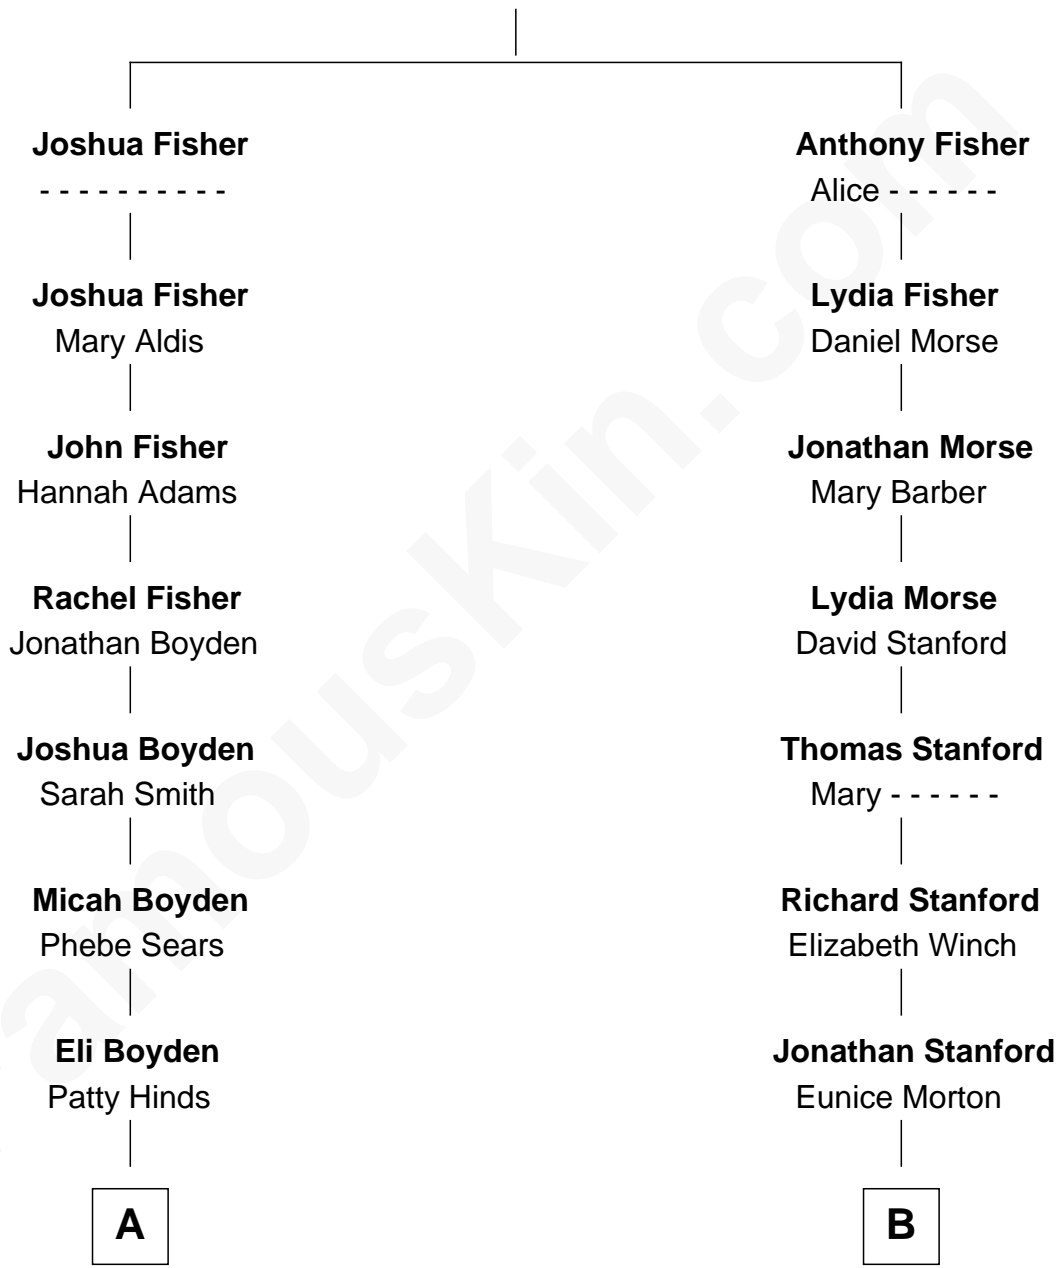 Joshua Fisher
- - - - - - - - - -
Joshua Fisher
Mary Aldis
John Fisher
Hannah Adams
Rachel Fisher
Jonathan Boyden
Joshua Boyden
Sarah Smith
Micah Boyden
Phebe Sears
Eli Boyden
Patty Hinds
A
Anthony Fisher
Alice - - - - - -
Lydia Fisher
Daniel Morse
Jonathan Morse
Mary Barber
Lydia Morse
David Stanford
Thomas Stanford
Mary - - - - - -
Richard Stanford
Elizabeth Winch
Jonathan Stanford
Eunice Morton
B
amouskin.com